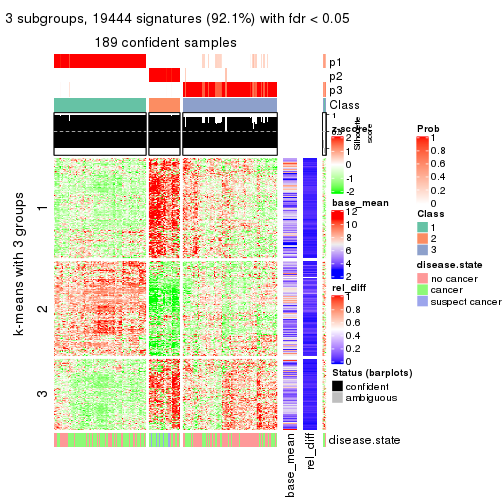 3 subgroups, 19444 signatures (92.1%) with fdr < 0.05
189 confident samples
p1
p2
p3
Class
1
Silhouette
score
k-means with 3 groups
1
2
3
z-score
2
1
0
-1
-2
base_mean
12
10
8
6
4
2
rel_diff
1
0.8
0.6
0.4
0.2
0
Status (barplots)
confident
ambiguous
Prob
1
0.8
0.6
0.4
0.2
0
Class
1
2
3
disease.state
no cancer
cancer
suspect cancer
disease.state
base_mean
rel_diff